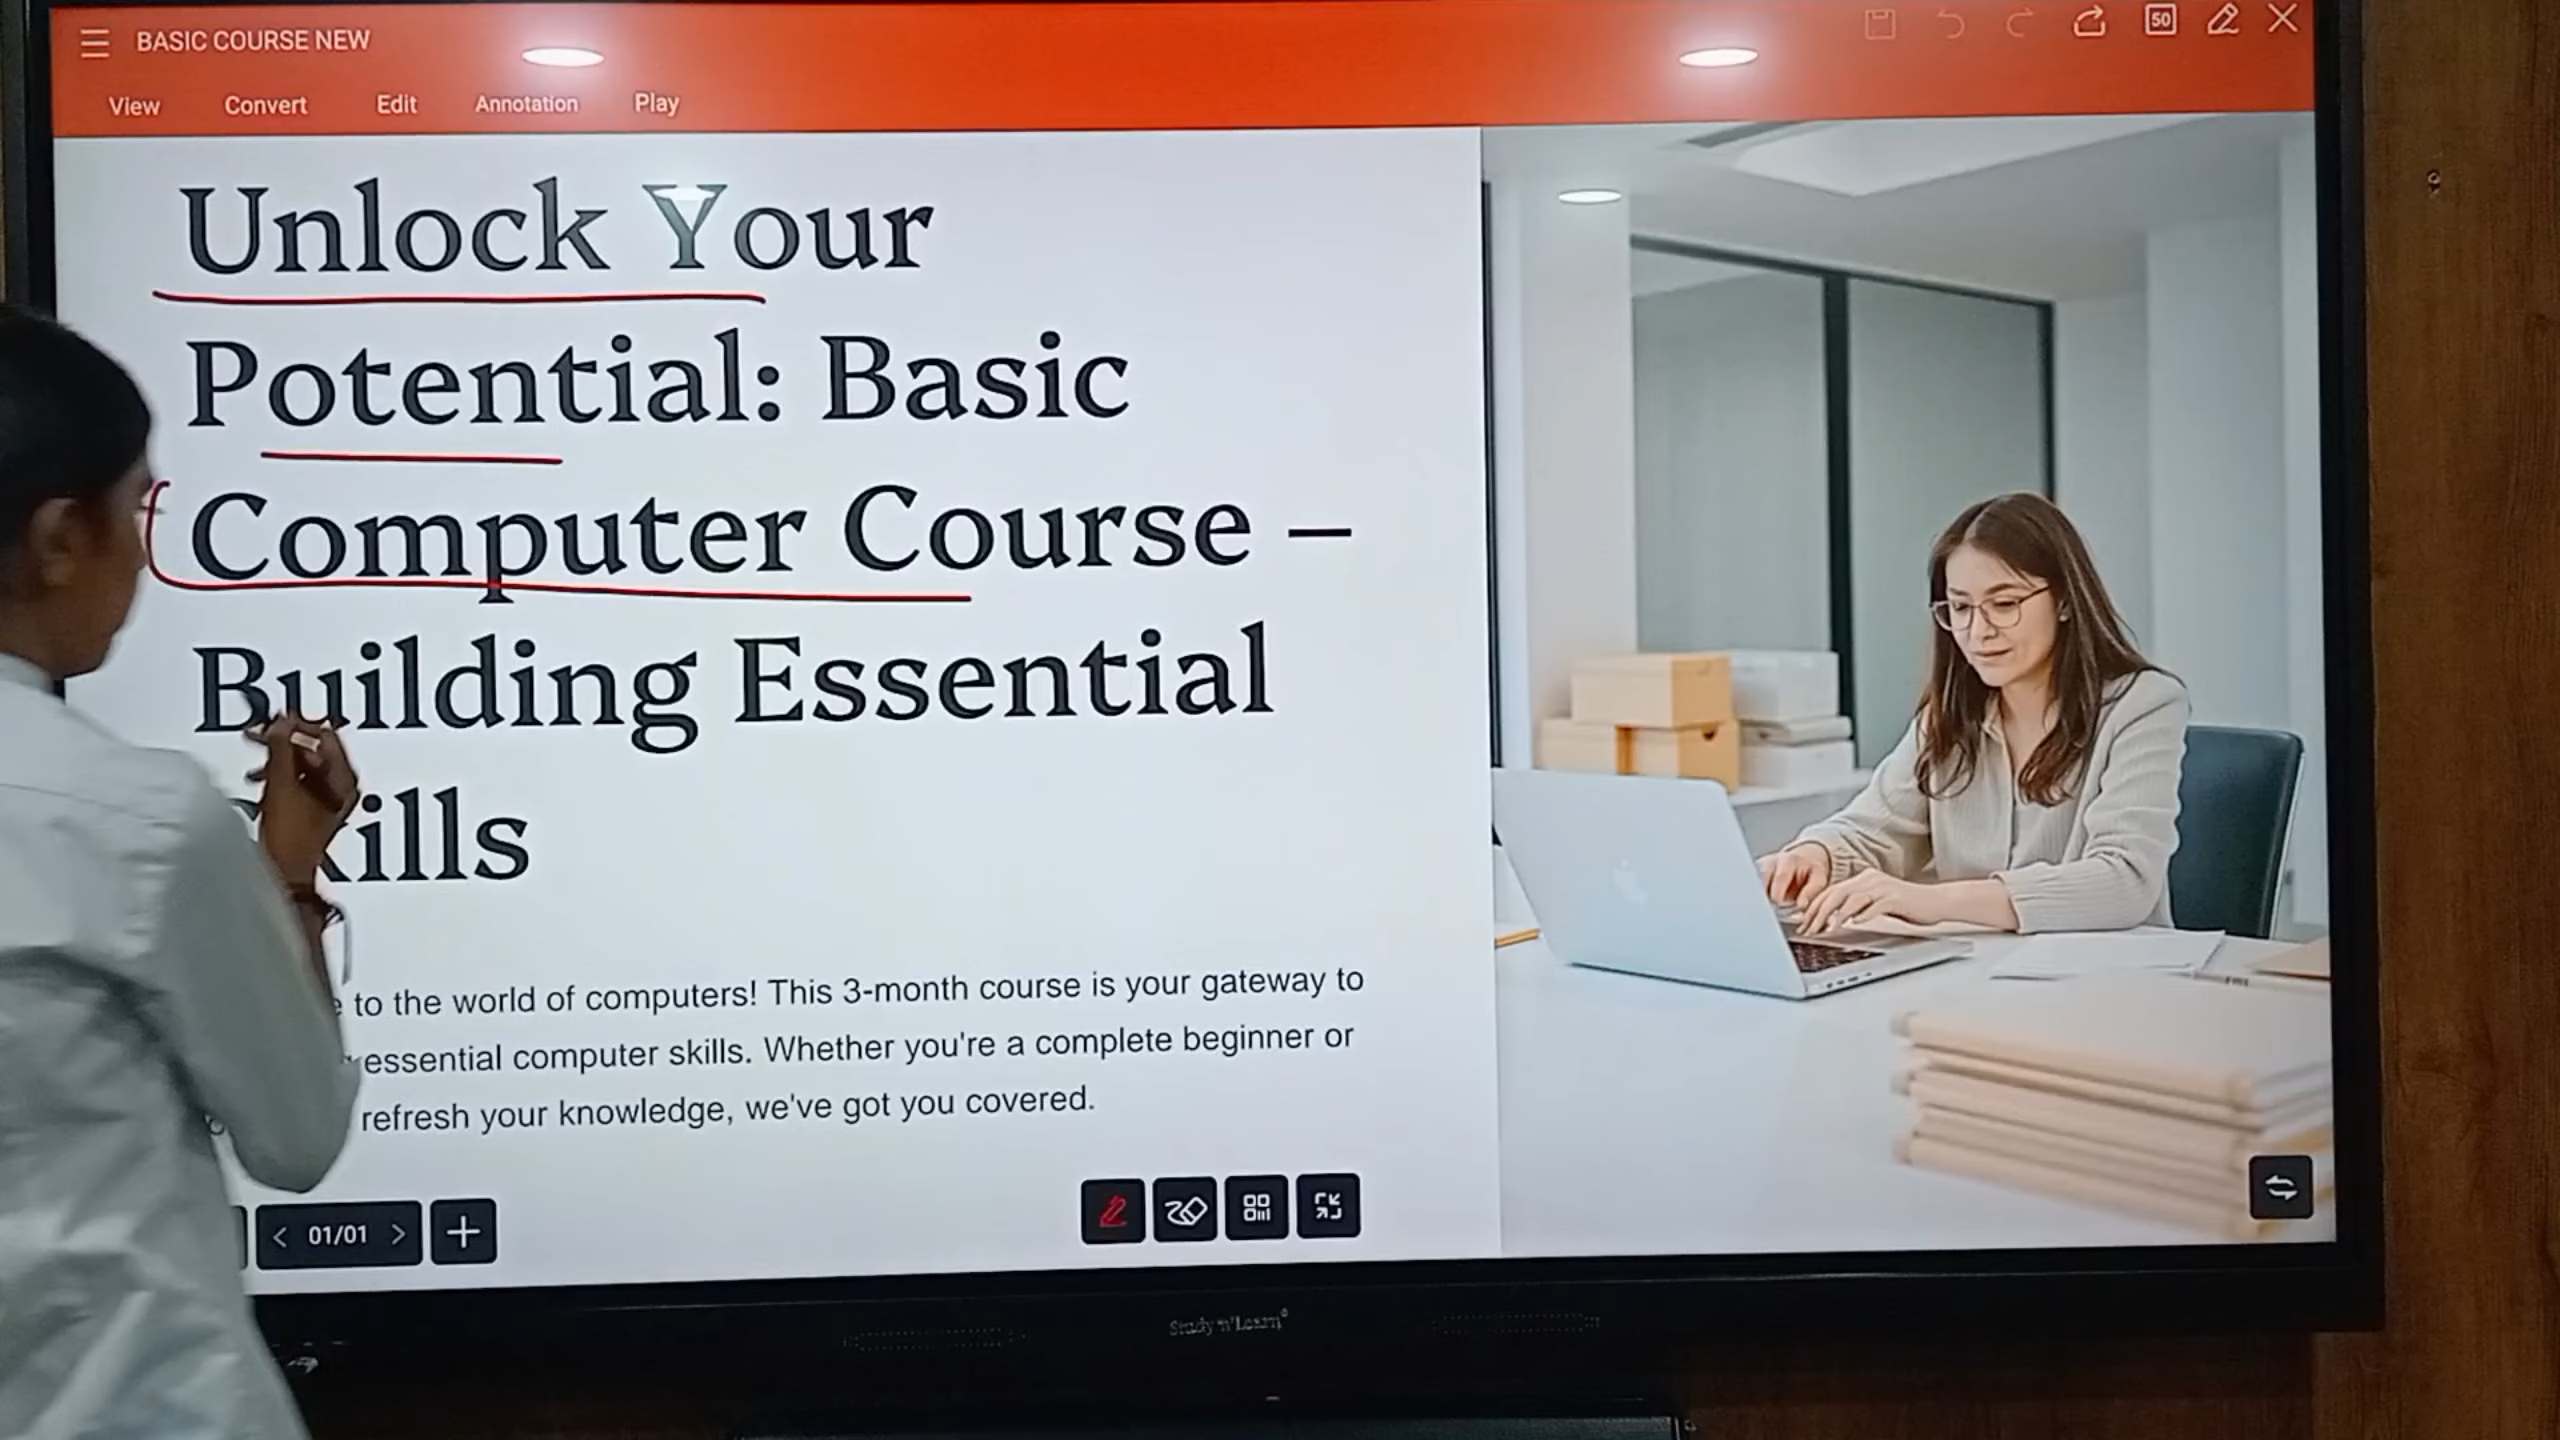 BASIC COURSE NEW
50
View Convert Edit Annotation Play
Unlock Your
Potential: Basic
Computer Course –
Building Essential
Skills
to the world of computers! This 3-month course is your gateway to
essential computer skills. Whether you're a complete beginner or
refresh your knowledge, we've got you covered.
< 01/01 > +
Study'n'Learn